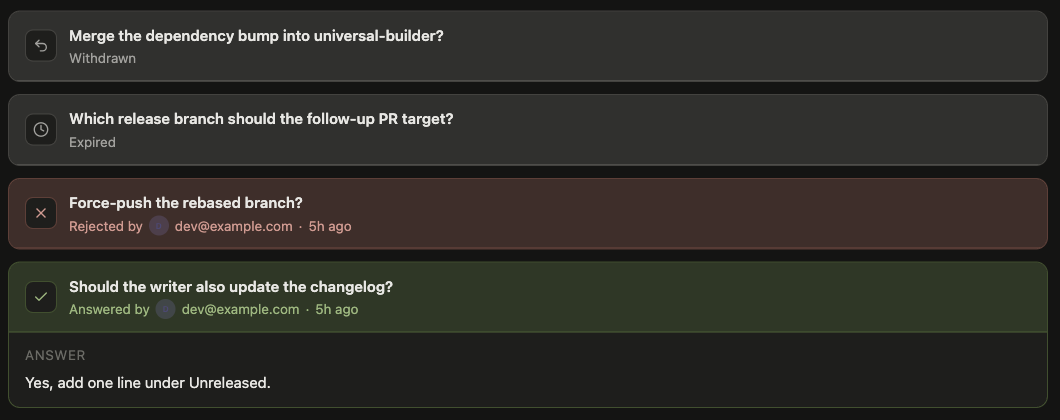 Merge the dependency bump into universal-builder?
Withdrawn
Which release branch should the follow-up PR target?
Expired
Force-push the rebased branch?
Rejected by dev@example.com · 5h ago
Should the writer also update the changelog?
Answered by dev@example.com · 5h ago
ANSWER
Yes, add one line under Unreleased.